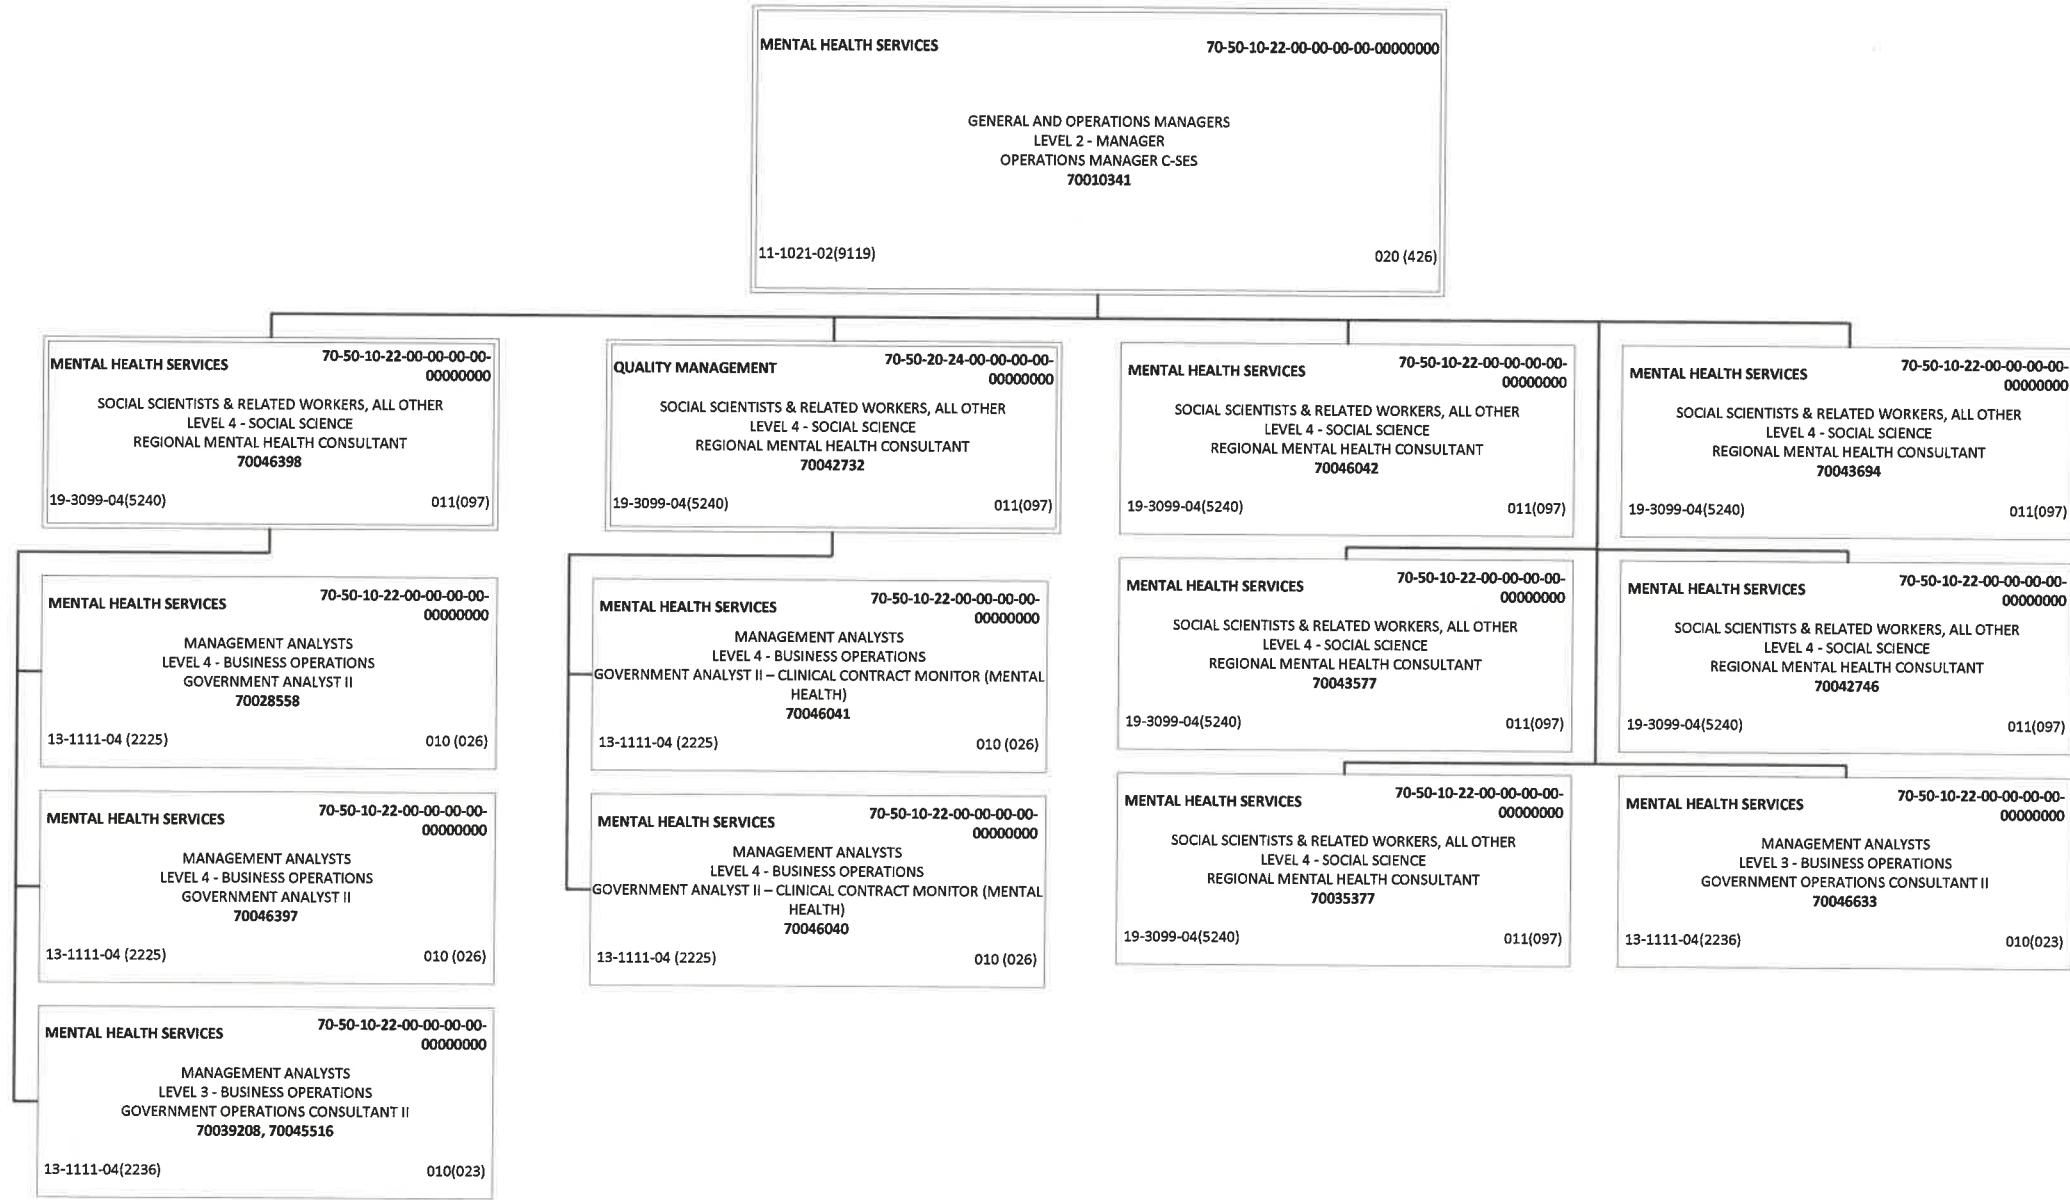 MENTAL HEALTH SERVICES
70-50-10-22-00-00-00-00-00000000
GENERAL AND OPERATIONS MANAGERS
LEVEL 2 - MANAGER
OPERATIONS MANAGER C-SES
70010341
11-1021-02(9119)
020 (426)
MENTAL HEALTH SERVICES
70-50-10-22-00-00-00-00-
00000000
SOCIAL SCIENTISTS & RELATED WORKERS, ALL OTHER
LEVEL 4 - SOCIAL SCIENCE
REGIONAL MENTAL HEALTH CONSULTANT
70046398
19-3099-04(5240)
011(097)
QUALITY MANAGEMENT
70-50-20-24-00-00-00-00-
00000000
SOCIAL SCIENTISTS & RELATED WORKERS, ALL OTHER
LEVEL 4 - SOCIAL SCIENCE
REGIONAL MENTAL HEALTH CONSULTANT
70042732
19-3099-04(5240)
011(097)
MENTAL HEALTH SERVICES
70-50-10-22-00-00-00-00-
00000000
SOCIAL SCIENTISTS & RELATED WORKERS, ALL OTHER
LEVEL 4 - SOCIAL SCIENCE
REGIONAL MENTAL HEALTH CONSULTANT
70046042
19-3099-04(5240)
011(097)
MENTAL HEALTH SERVICES
70-50-10-22-00-00-00-00-
00000000
SOCIAL SCIENTISTS & RELATED WORKERS, ALL OTHER
LEVEL 4 - SOCIAL SCIENCE
REGIONAL MENTAL HEALTH CONSULTANT
70043694
19-3099-04(5240)
011(097)
MENTAL HEALTH SERVICES
70-50-10-22-00-00-00-00-
00000000
MANAGEMENT ANALYSTS
LEVEL 4 - BUSINESS OPERATIONS
GOVERNMENT ANALYST II
70028558
13-1111-04 (2225)
010 (026)
MENTAL HEALTH SERVICES
70-50-10-22-00-00-00-00-
00000000
MANAGEMENT ANALYSTS
LEVEL 4 - BUSINESS OPERATIONS
GOVERNMENT ANALYST II – CLINICAL CONTRACT MONITOR (MENTAL
HEALTH)
70046041
13-1111-04 (2225)
010 (026)
MENTAL HEALTH SERVICES
70-50-10-22-00-00-00-00-
00000000
SOCIAL SCIENTISTS & RELATED WORKERS, ALL OTHER
LEVEL 4 - SOCIAL SCIENCE
REGIONAL MENTAL HEALTH CONSULTANT
70043577
19-3099-04(5240)
011(097)
MENTAL HEALTH SERVICES
70-50-10-22-00-00-00-00-
00000000
SOCIAL SCIENTISTS & RELATED WORKERS, ALL OTHER
LEVEL 4 - SOCIAL SCIENCE
REGIONAL MENTAL HEALTH CONSULTANT
70042746
19-3099-04(5240)
011(097)
MENTAL HEALTH SERVICES
70-50-10-22-00-00-00-00-
00000000
MANAGEMENT ANALYSTS
LEVEL 4 - BUSINESS OPERATIONS
GOVERNMENT ANALYST II
70046397
13-1111-04 (2225)
010 (026)
MENTAL HEALTH SERVICES
70-50-10-22-00-00-00-00-
00000000
MANAGEMENT ANALYSTS
LEVEL 4 - BUSINESS OPERATIONS
GOVERNMENT ANALYST II – CLINICAL CONTRACT MONITOR (MENTAL
HEALTH)
70046040
13-1111-04 (2225)
010 (026)
MENTAL HEALTH SERVICES
70-50-10-22-00-00-00-00-
00000000
SOCIAL SCIENTISTS & RELATED WORKERS, ALL OTHER
LEVEL 4 - SOCIAL SCIENCE
REGIONAL MENTAL HEALTH CONSULTANT
70035377
19-3099-04(5240)
011(097)
MENTAL HEALTH SERVICES
70-50-10-22-00-00-00-00-
00000000
MANAGEMENT ANALYSTS
LEVEL 3 - BUSINESS OPERATIONS
GOVERNMENT OPERATIONS CONSULTANT II
70046633
13-1111-04(2236)
010(023)
MENTAL HEALTH SERVICES
70-50-10-22-00-00-00-00-
00000000
MANAGEMENT ANALYSTS
LEVEL 3 - BUSINESS OPERATIONS
GOVERNMENT OPERATIONS CONSULTANT II
70039208, 70045516
13-1111-04(2236)
010(023)